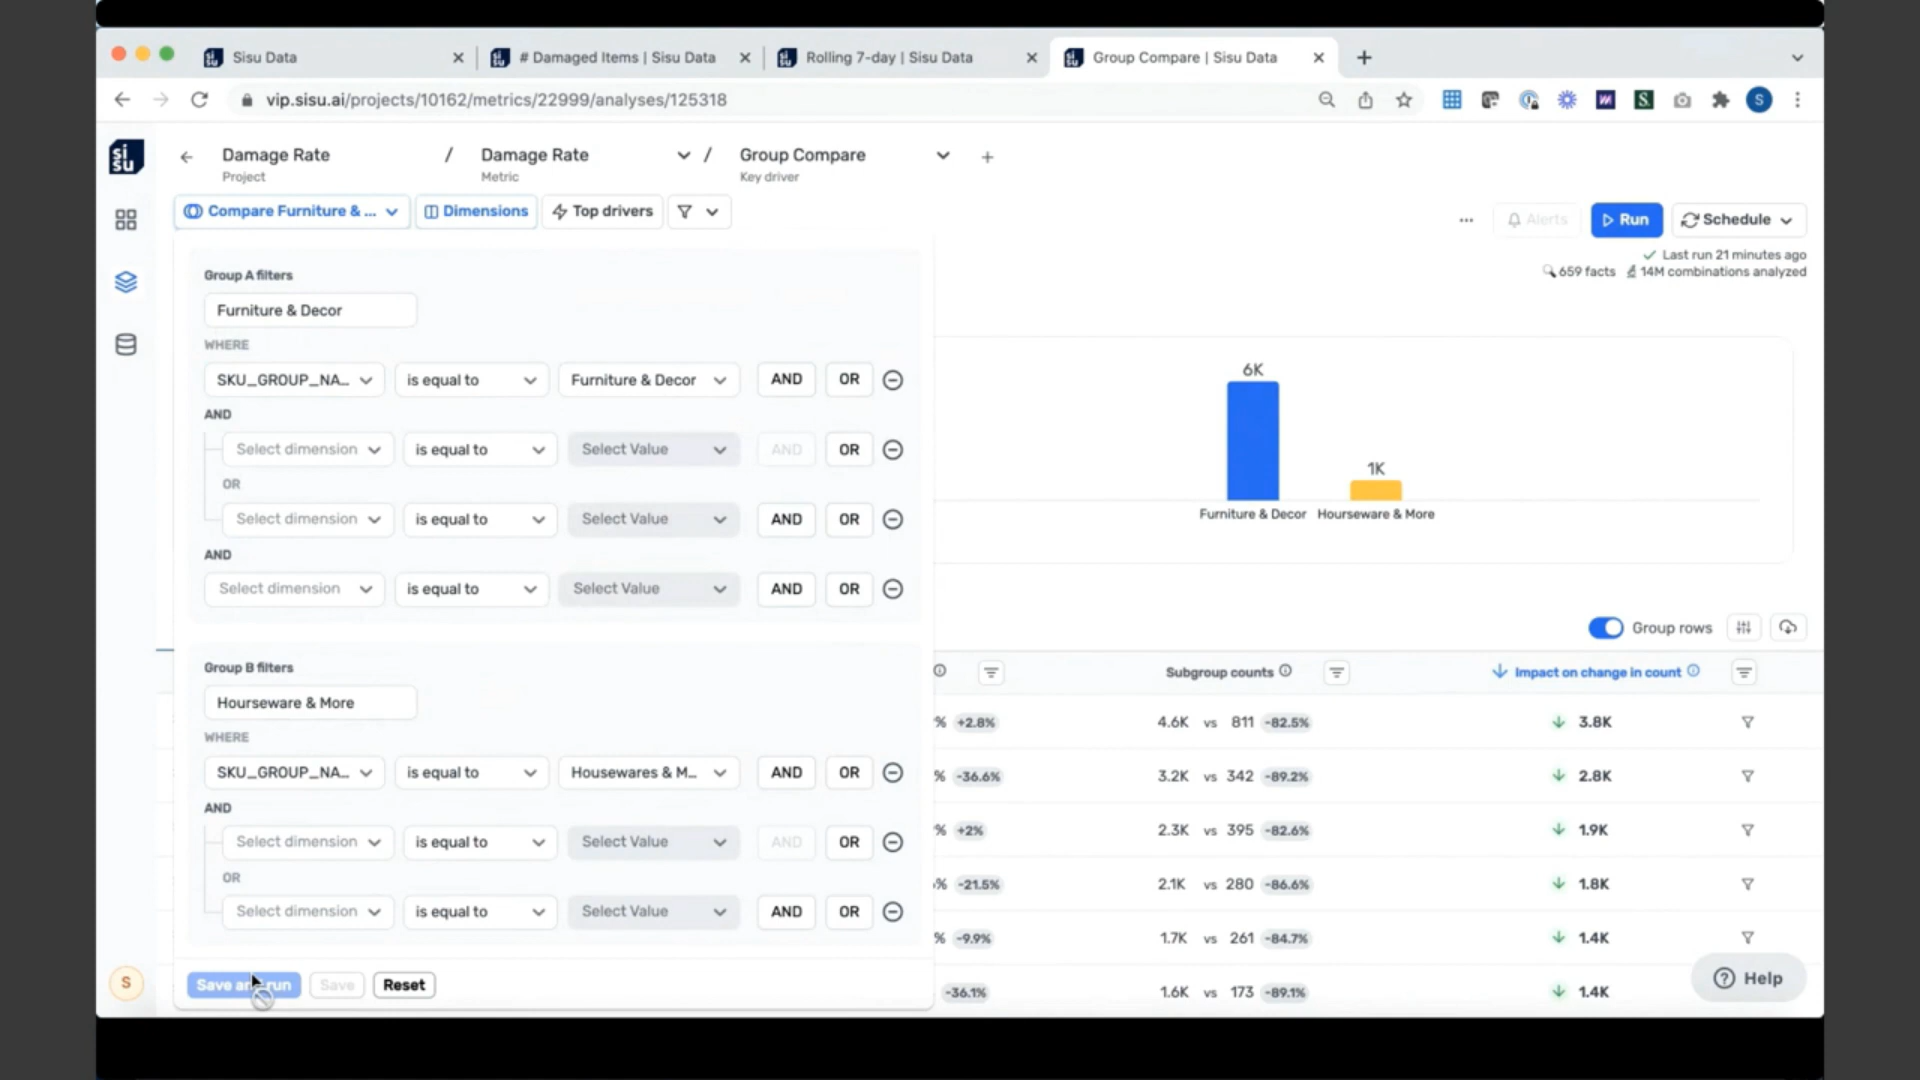 Sisu Data
# Damaged Items | Sisu Data
Rolling 7-day | Sisu Data
Group Compare | Sisu Data
vip.sisu.ai/projects/10162/metrics/22999/analyses/125318
S
si su
Damage Rate / Damage Rate / Group Compare
Project Metric Key driver
Compare Furniture & ... Dimensions Top drivers
Alerts Run Schedule
Last run 21 minutes ago
659 facts 14M combinations analyzed
Group A filters
Furniture & Decor
WHERE
SKU_GROUP_NA... is equal to Furniture & Decor AND OR
AND
Select dimension is equal to Select Value AND OR
OR
Select dimension is equal to Select Value AND OR
AND
Select dimension is equal to Select Value AND OR
Group B filters
Hourseware & More
WHERE
SKU_GROUP_NA... is equal to Housewares & M... AND OR
AND
Select dimension is equal to Select Value AND OR
OR
Select dimension is equal to Select Value AND OR
Save an run Save Reset
6K
1K
Furniture & Decor Hourseware & More
Group rows
Subgroup counts Impact on change in count
% +2.8% 4.6K vs 811 -82.5% 3.8K
% -36.6% 3.2K vs 342 -89.2% 2.8K
% +2% 2.3K vs 395 -82.6% 1.9K
% -21.5% 2.1K vs 280 -86.6% 1.8K
% -9.9% 1.7K vs 261 -84.7% 1.4K
-36.1% 1.6K vs 173 -89.1% 1.4K
S
Help